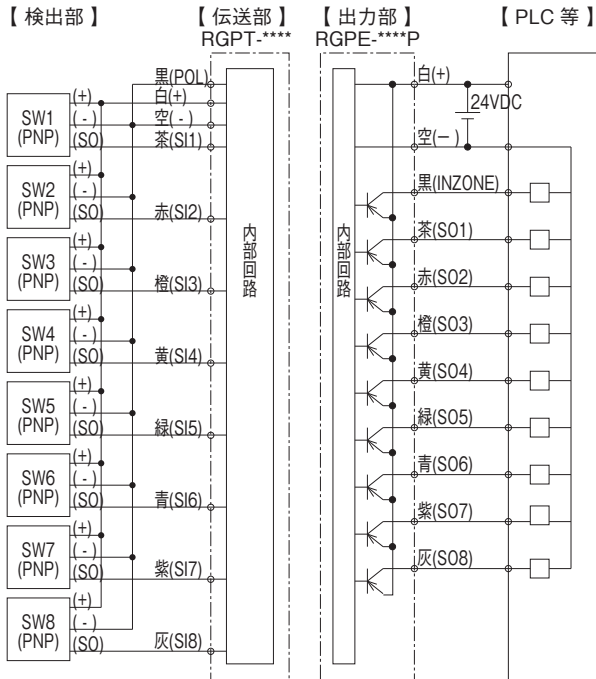 【 検出部 】
【 伝送部 】
RGPT-****
【 出力部 】
RGPE-****P
【 PLC 等 】
黒(POL)
白(+)
空( - )
茶(SI1)
赤(SI2)
橙(SI3)
黄(SI4)
緑(SI5)
青(SI6)
紫(SI7)
灰(SI8)
SW1
(PNP)
(+)
( - )
(SO)
SW2
(PNP)
(+)
( - )
(SO)
SW3
(PNP)
(+)
( - )
(SO)
SW4
(PNP)
(+)
( - )
(SO)
SW5
(PNP)
(+)
( - )
(SO)
SW6
(PNP)
(+)
( - )
(SO)
SW7
(PNP)
(+)
( - )
(SO)
SW8
(PNP)
(+)
( - )
(SO)
内部回路
内部回路
白(+)
24VDC
空(－)
黒(INZONE)
茶(SO1)
赤(SO2)
橙(SO3)
黄(SO4)
緑(SO5)
青(SO6)
紫(SO7)
灰(SO8)